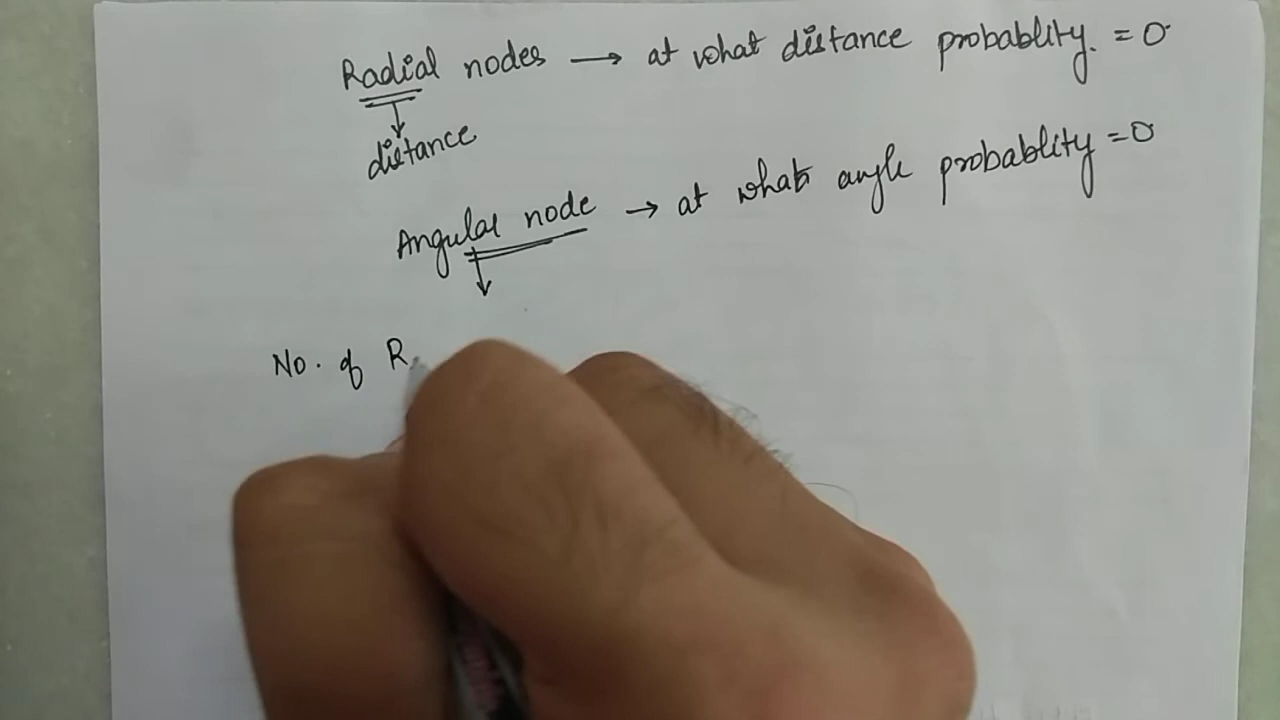 Radial nodes → at what distance probablity. = 0
distance
Angular node → at what angle probablity = 0
No. of R